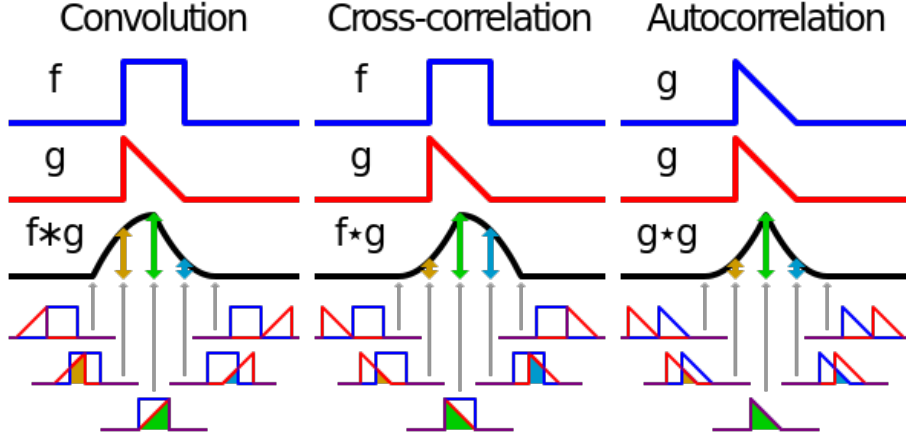 Convolution
f
g
f∗g
Cross-correlation
f
g
f⋆g
Autocorrelation
g
g
g⋆g